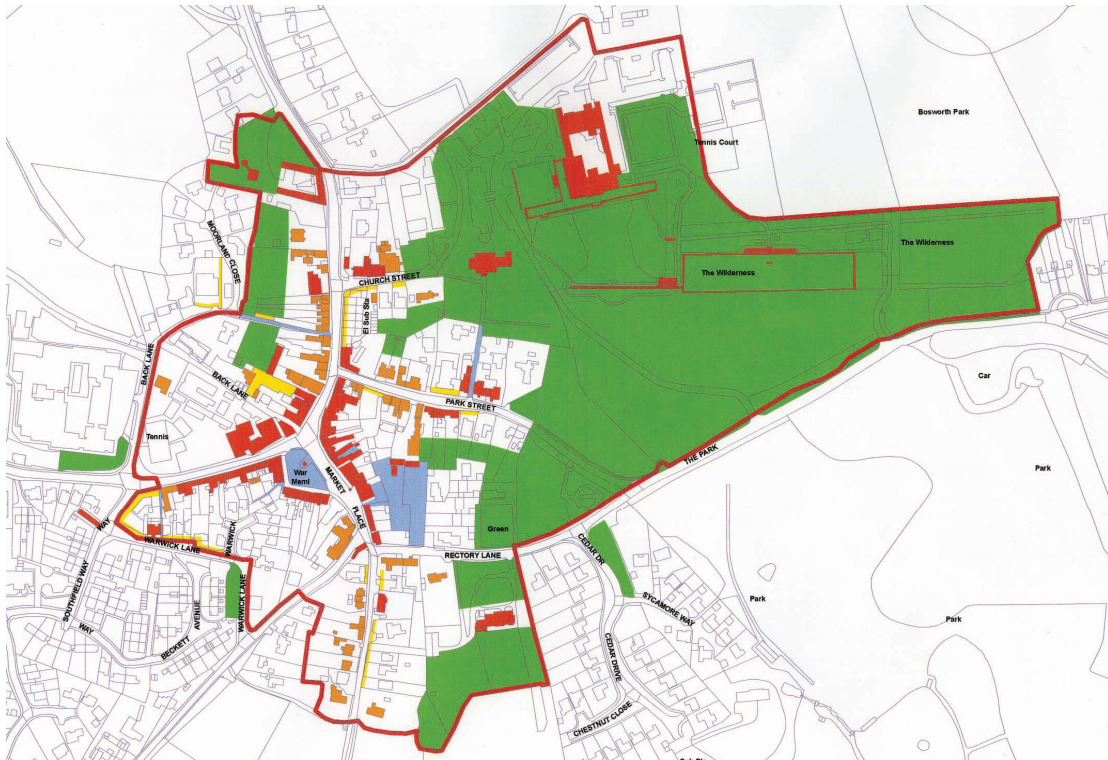 Bosworth Park
Tennis Court
The Wilderness
MOORLAND CLOSE
The Wilderness
CHURCH STREET
El Sub Sta
BACK LANE
BACK LANE
Car
PARK STREET
Tennis
THE PARK
Park
War
Meml
MARKET
PLACE
Green
WAY
WARWICK LANE
WARWICK
RECTORY LANE
CEDAR DR
SOUTHFIELD WAY
WARWICK LANE
AVENUE
SYCAMORE WAY
Park
Park
WAY
BECKETT
CEDAR DRIVE
CHESTNUT CLOSE